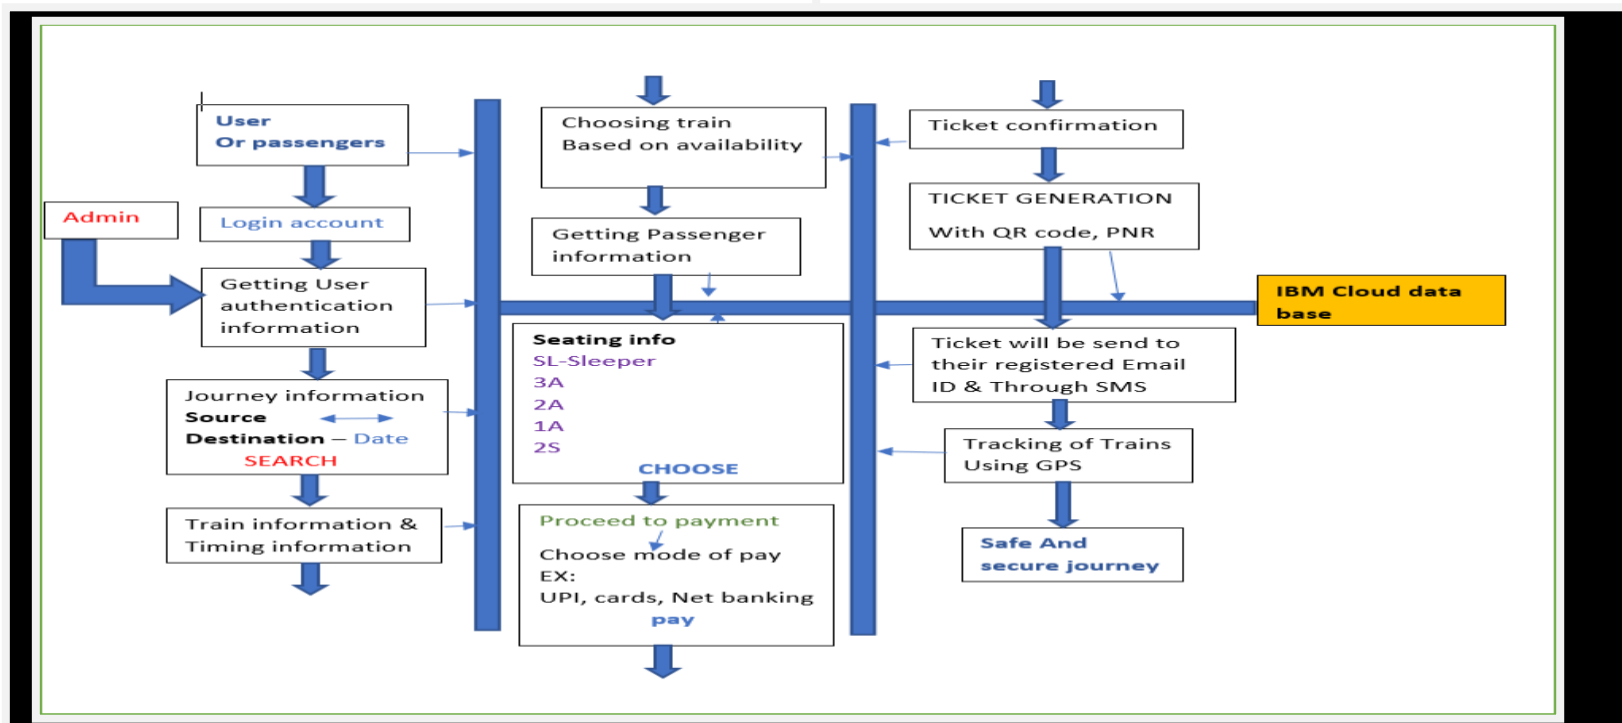 User
Or passengers
Login account
Admin
Getting User
authentication
information
Journey information
Source
Destination – Date
SEARCH
Train information &
Timing information
Choosing train
Based on availability
Getting Passenger
information
Seating info
SL-Sleeper
3A
2A
1A
2S
CHOOSE
Proceed to payment
Choose mode of pay
EX:
UPI, cards, Net banking
pay
Ticket confirmation
TICKET GENERATION
With QR code, PNR
IBM Cloud data
base
Ticket will be send to
their registered Email
ID & Through SMS
Tracking of Trains
Using GPS
Safe And
secure journey